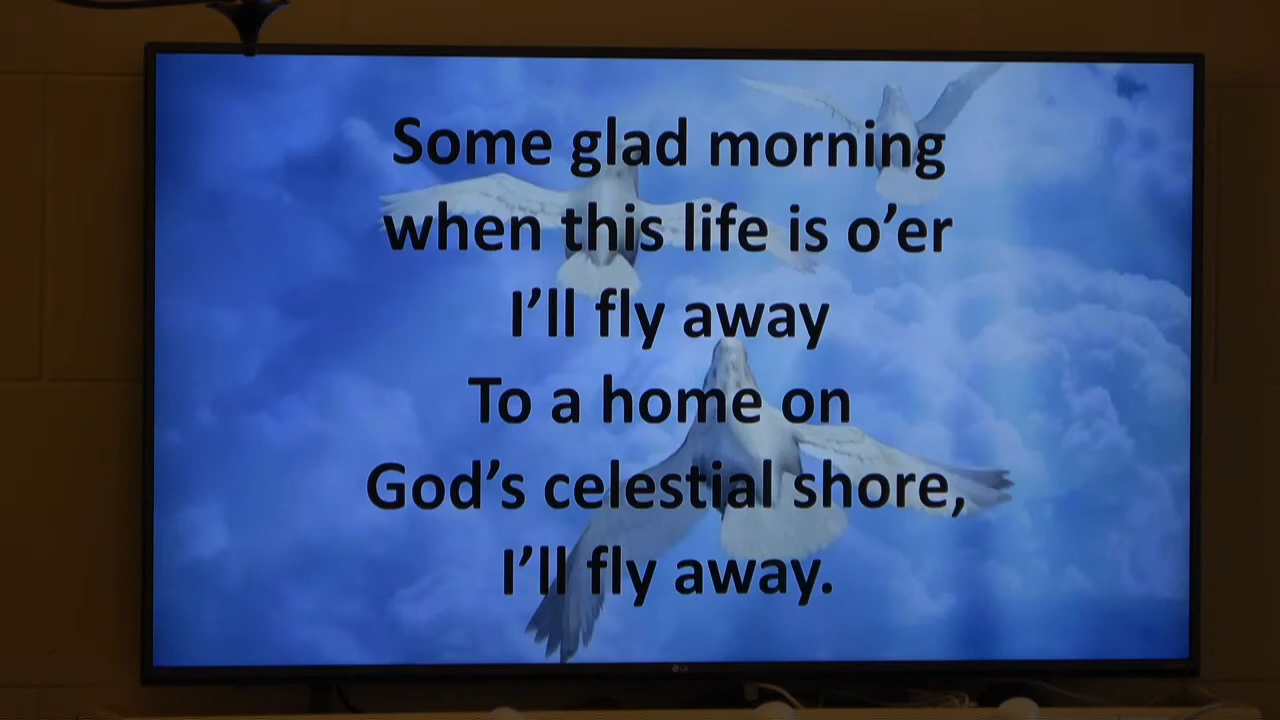 Some glad morning
when this life is o’er
I’ll fly away
To a home on
God’s celestial shore,
I’ll fly away.
LG